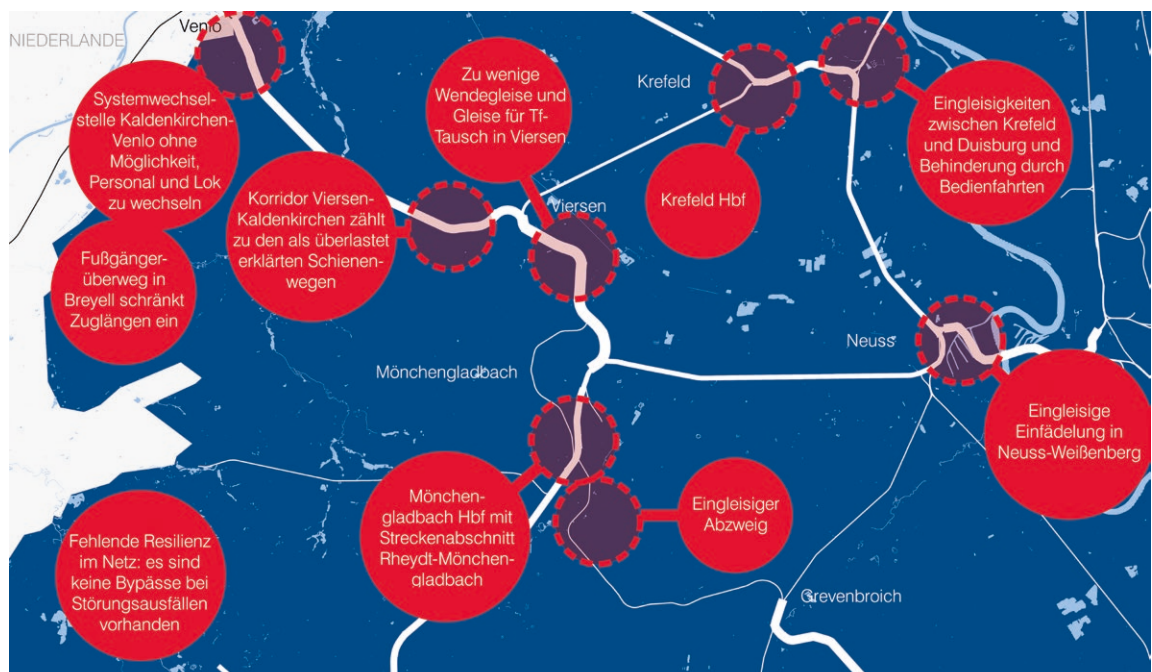 NIEDERLANDE
Venlo
Systemwechsel-
stelle Kaldenkirchen-
Venlo ohne
Möglichkeit,
Personal und Lok
zu wechseln
Fußgänger-
überweg in
Breyell schränkt
Zuglängen ein
Korridor Viersen-
Kaldenkirchen zählt
zu den als überlastet
erklärten Schienen-
wegen
Zu wenige
Wendegleise und
Gleise für Tf-
Tausch in Viersen
Viersen
Krefeld
Krefeld Hbf
Eingleisigkeiten
zwischen Krefeld
und Duisburg und
Behinderung durch
Bedienfahrten
Neuss
Mönchengladbach
Eingleisige
Einfädelung in
Neuss-Weißenberg
Mönchen-
gladbach Hbf mit
Streckenabschnitt
Rheydt-Mönchen-
gladbach
Eingleisiger
Abzweig
Fehlende Resilienz
im Netz: es sind
keine Bypässe bei
Störungsausfällen
vorhanden
Grevenbroich